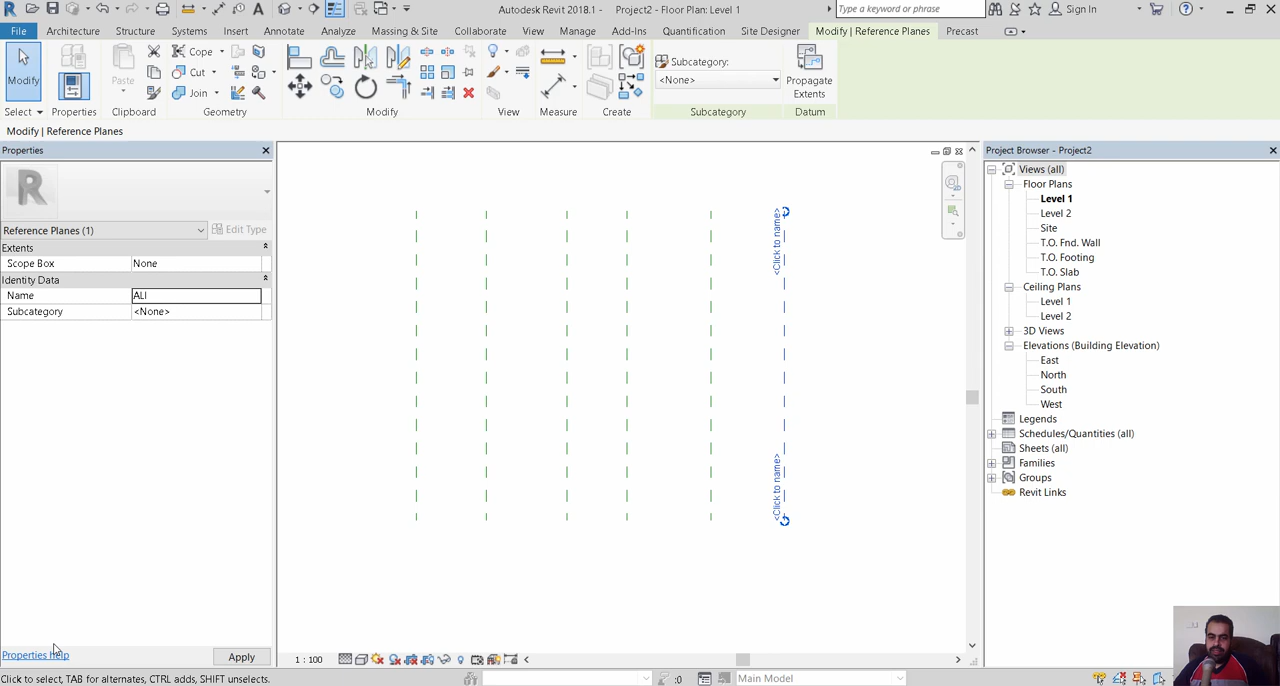 Autodesk Revit 2018.1 - Project2 - Floor Plan: Level 1
Type a keyword or phrase
Sign In
File Architecture Structure Systems Insert Annotate Analyze Massing & Site Collaborate View Manage Add-Ins Quantification Site Designer Modify | Reference Planes Precast
Modify
Paste
Cope
Cut
Join
Subcategory:
<None>
Propagate
Extents
Select Properties Clipboard Geometry Modify View Measure Create Subcategory Datum
Modify | Reference Planes
Properties
Reference Planes (1)
Edit Type
Extents
Scope Box None
Identity Data
Name ALI
Subcategory <None>
Properties help
Apply
<Click to name>
<Click to name>
1 : 100
Project Browser - Project2
Views (all)
Floor Plans
Level 1
Level 2
Site
T.O. Fnd. Wall
T.O. Footing
T.O. Slab
Ceiling Plans
Level 1
Level 2
3D Views
Elevations (Building Elevation)
East
North
South
West
Legends
Schedules/Quantities (all)
Sheets (all)
Families
Groups
Revit Links
Click to select, TAB for alternates, CTRL adds, SHIFT unselects.
:0
Main Model